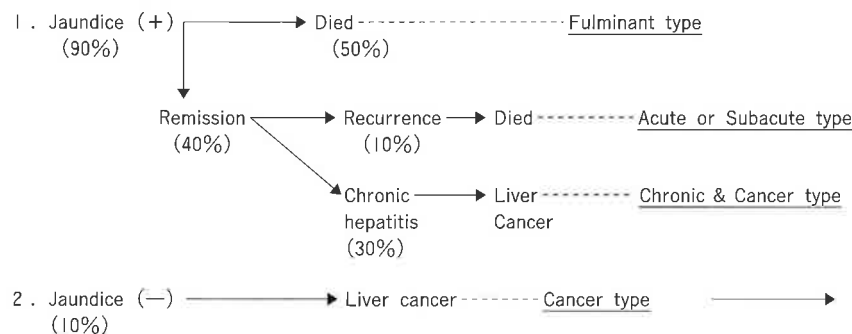 1. Jaundice (+) Died Fulminant type
(90%) (50%)
Remission Recurrence Died Acute or Subacute type
(40%) (10%)
Chronic Liver Chronic & Cancer type
hepatitis Cancer
(30%)
2. Jaundice (—) Liver cancer Cancer type
(10%)